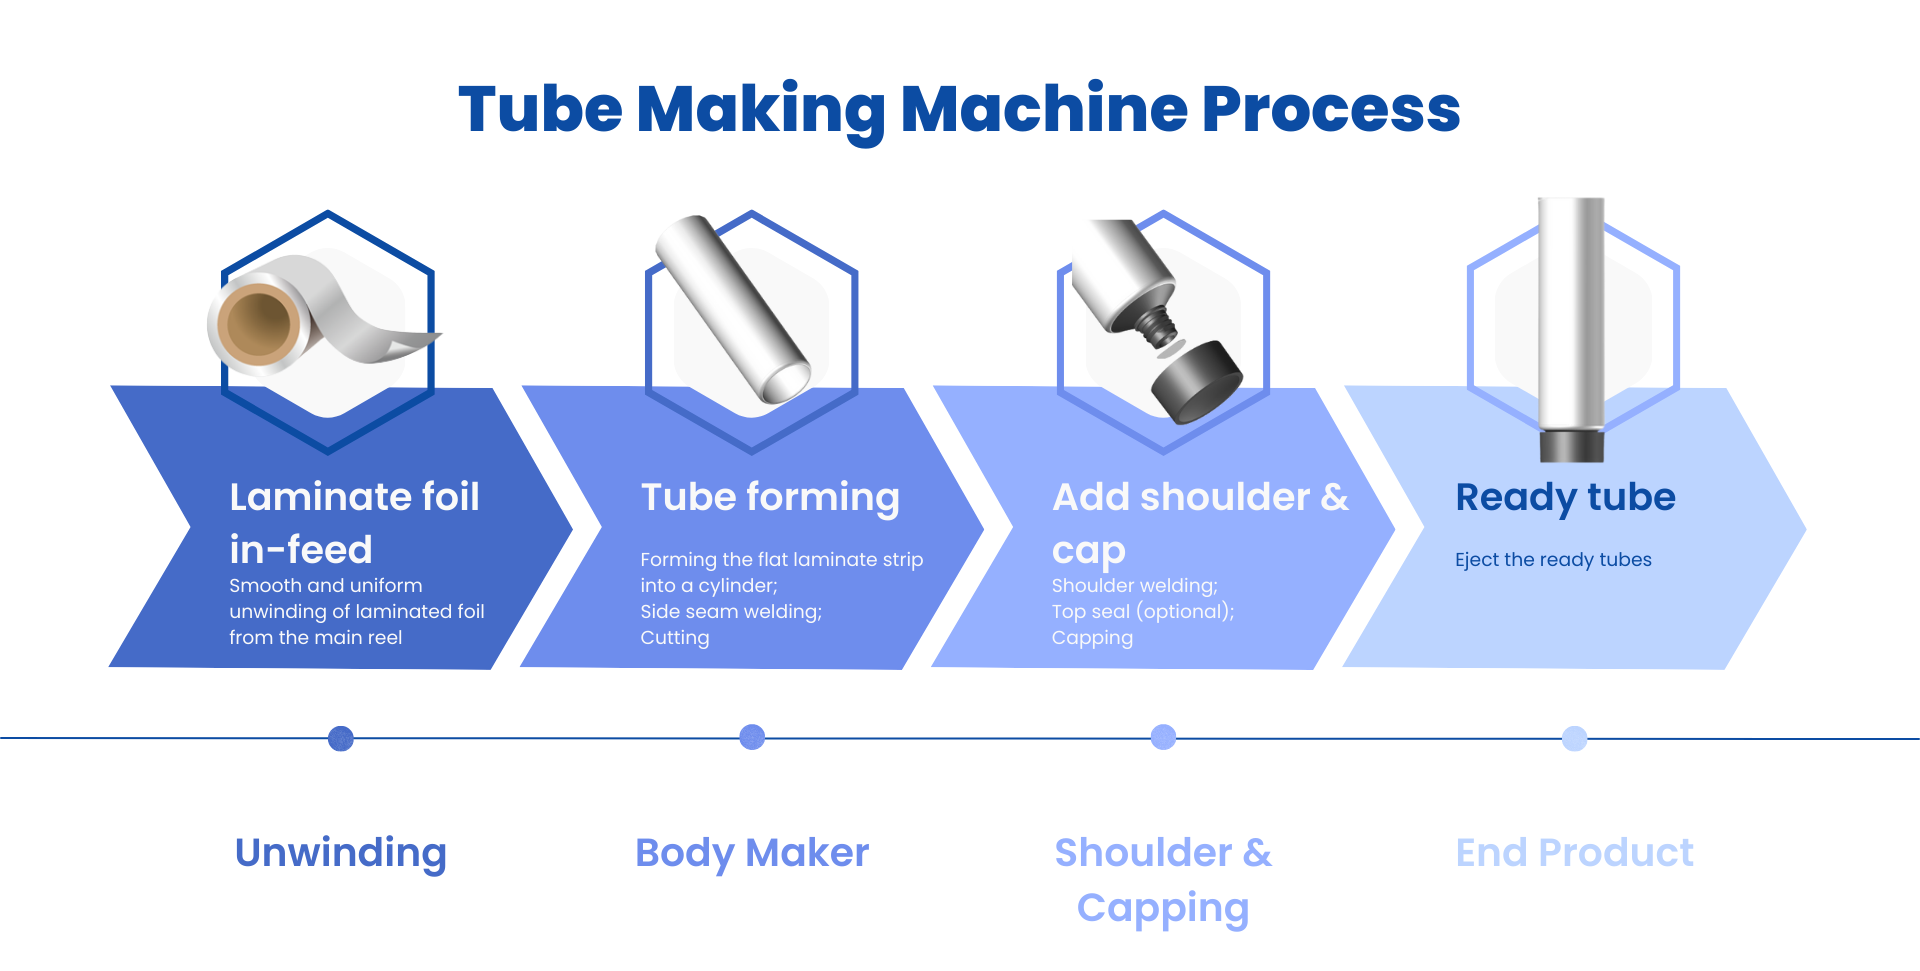 Tube Making Machine Process
Laminate foil
in-feed
Smooth and uniform
unwinding of laminated foil
from the main reel
Tube forming
Forming the flat laminate strip
into a cylinder;
Side seam welding;
Cutting
Add shoulder &
cap
Shoulder welding;
Top seal (optional);
Capping
Ready tube
Eject the ready tubes
Unwinding
Body Maker
Shoulder &
Capping
End Product